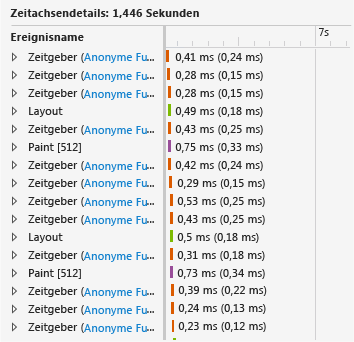 Zeitachsendetails: 1,446 Sekunden
7s
Ereignisname
Zeitgeber (Anonyme Fu... 0,41 ms (0,24 ms)
Zeitgeber (Anonyme Fu... 0,28 ms (0,15 ms)
Zeitgeber (Anonyme Fu... 0,28 ms (0,15 ms)
Layout 0,49 ms (0,18 ms)
Zeitgeber (Anonyme Fu... 0,43 ms (0,25 ms)
Paint [512] 0,75 ms (0,33 ms)
Zeitgeber (Anonyme Fu... 0,42 ms (0,24 ms)
Zeitgeber (Anonyme Fu... 0,29 ms (0,15 ms)
Zeitgeber (Anonyme Fu... 0,53 ms (0,25 ms)
Zeitgeber (Anonyme Fu... 0,43 ms (0,25 ms)
Layout 0,5 ms (0,18 ms)
Zeitgeber (Anonyme Fu... 0,31 ms (0,18 ms)
Paint [512] 0,73 ms (0,34 ms)
Zeitgeber (Anonyme Fu... 0,39 ms (0,22 ms)
Zeitgeber (Anonyme Fu... 0,24 ms (0,13 ms)
Zeitgeber (Anonyme Fu... 0,23 ms (0,12 ms)